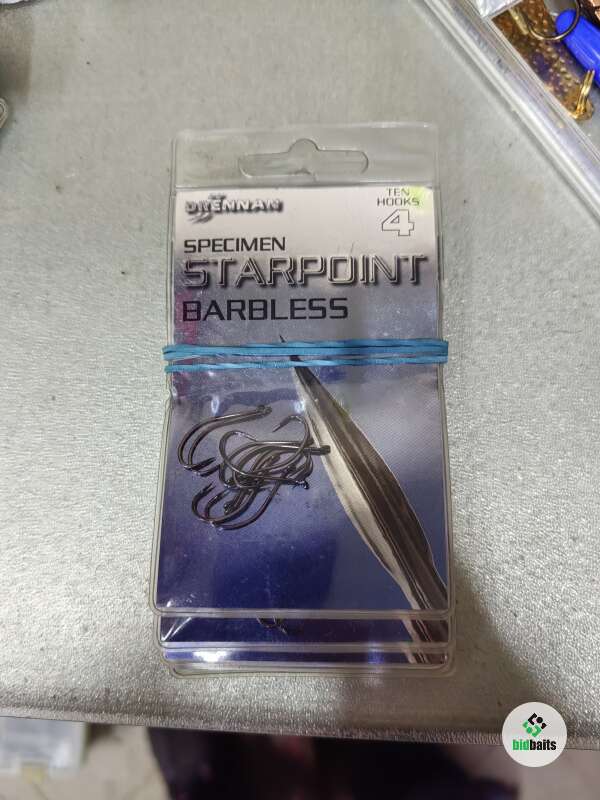 DRENNAN
TEN
HOOKS
4
SPECIMEN
STARPOINT
BARBLESS
bidbaits